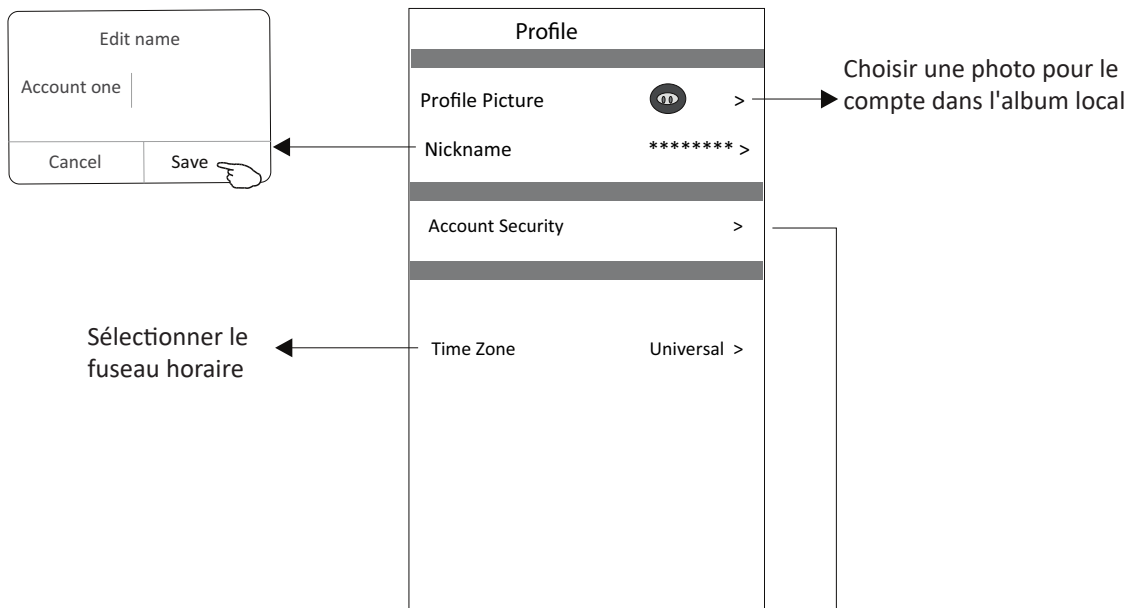 Edit name
Account one
Cancel Save
Profile
Profile Picture >
Nickname ******** >
Account Security >
Time Zone Universal >
Choisir une photo pour le
compte dans l'album local
Sélectionner le
fuseau horaire